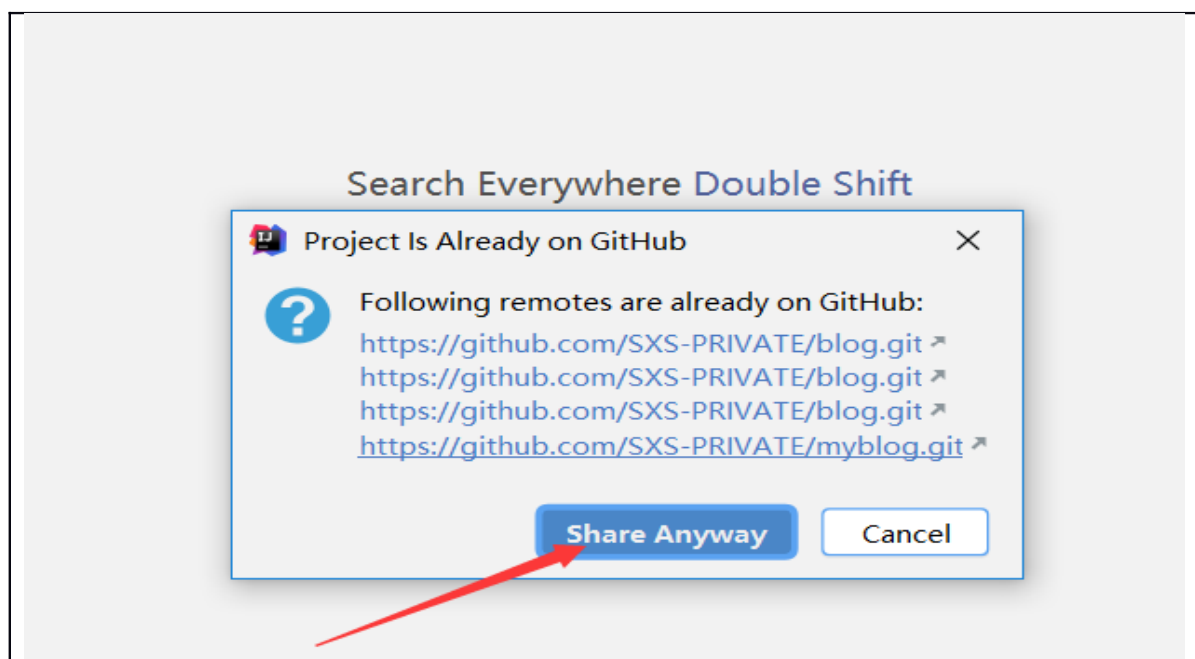 Search Everywhere Double Shift
Project Is Already on GitHub
Following remotes are already on GitHub:
https://github.com/SXS-PRIVATE/blog.git
https://github.com/SXS-PRIVATE/blog.git
https://github.com/SXS-PRIVATE/blog.git
https://github.com/SXS-PRIVATE/myblog.git
Share Anyway Cancel